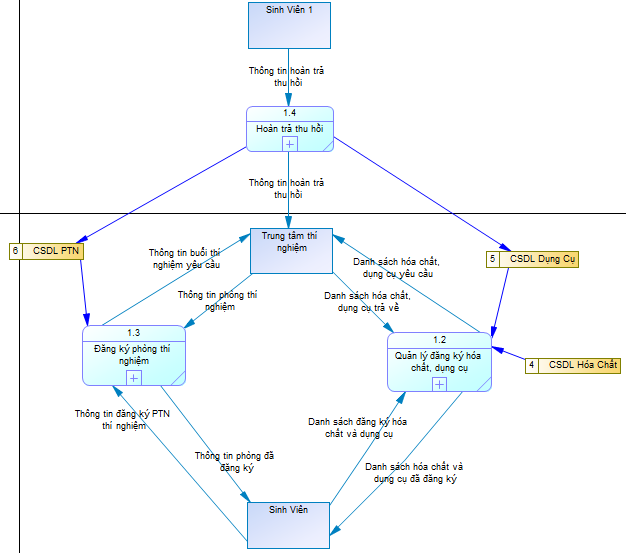 Sinh Viên 1
Thông tin hoàn trả
thu hồi
1.4
Hoàn trả thu hồi
Thông tin hoàn trả
thu hồi
Trung tâm thí
nghiệm
6 CSDL PTN
5 CSDL Dụng Cụ
Thông tin buổi thí
nghiệm yêu cầu
Danh sách hóa chất,
dụng cụ yêu cầu
Thông tin phòng thí
nghiệm
Danh sách hóa chất,
dụng cụ trả về
1.3
Đăng ký phòng thí
nghiệm
1.2
Quản lý đăng ký hóa
chất, dụng cụ
4 CSDL Hóa Chất
Thông tin đăng ký PTN
thí nghiệm
Danh sách đăng ký hóa
chất và dụng cụ
Thông tin phòng đã
đăng ký
Danh sách hóa chất và
dụng cụ đã đăng ký
Sinh Viên